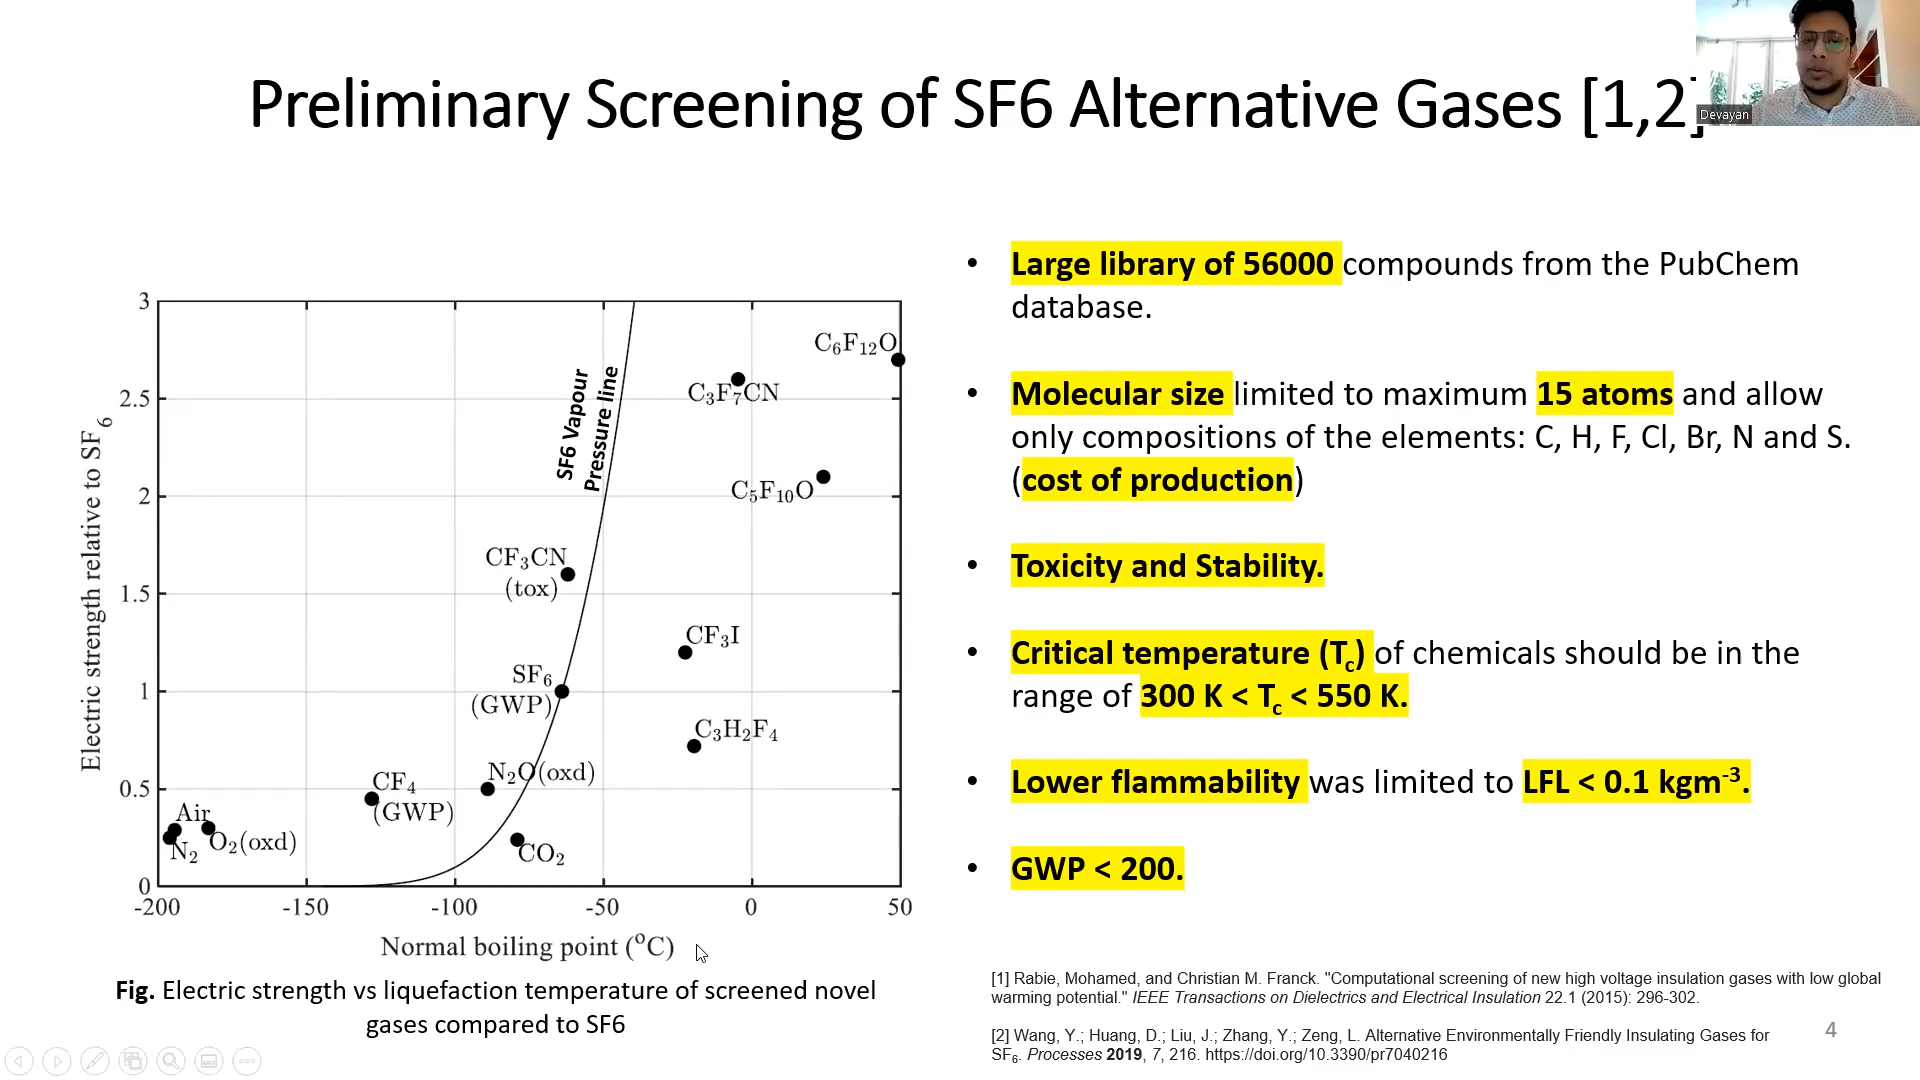 Preliminary Screening of SF6 Alternative Gases [1,2]
Devayan
• Large library of 56000 compounds from the PubChem
database.
• Molecular size limited to maximum 15 atoms and allow
only compositions of the elements: C, H, F, Cl, Br, N and S.
(cost of production)
• Toxicity and Stability.
• Critical temperature (Tc) of chemicals should be in the
range of 300 K < Tc < 550 K.
• Lower flammability was limited to LFL < 0.1 kgm⁻³.
• GWP < 200.
Electric strength relative to SF₆
3
2.5
2
1.5
1
0.5
0
-200
-150
-100
-50
0
50
Normal boiling point (°C)
SF6 Vapour
Pressure line
C₆F₁₂O
C₃F₇CN
C₅F₁₀O
CF₃CN
(tox)
CF₃I
SF₆
(GWP)
C₃H₂F₄
N₂O(oxd)
CF₄
(GWP)
Air
N₂
O₂(oxd)
CO₂
Fig. Electric strength vs liquefaction temperature of screened novel
gases compared to SF6
[1] Rabie, Mohamed, and Christian M. Franck. "Computational screening of new high voltage insulation gases with low global
warming potential." IEEE Transactions on Dielectrics and Electrical Insulation 22.1 (2015): 296-302.
[2] Wang, Y.; Huang, D.; Liu, J.; Zhang, Y.; Zeng, L. Alternative Environmentally Friendly Insulating Gases for
SF₆. Processes 2019, 7, 216. https://doi.org/10.3390/pr7040216
4